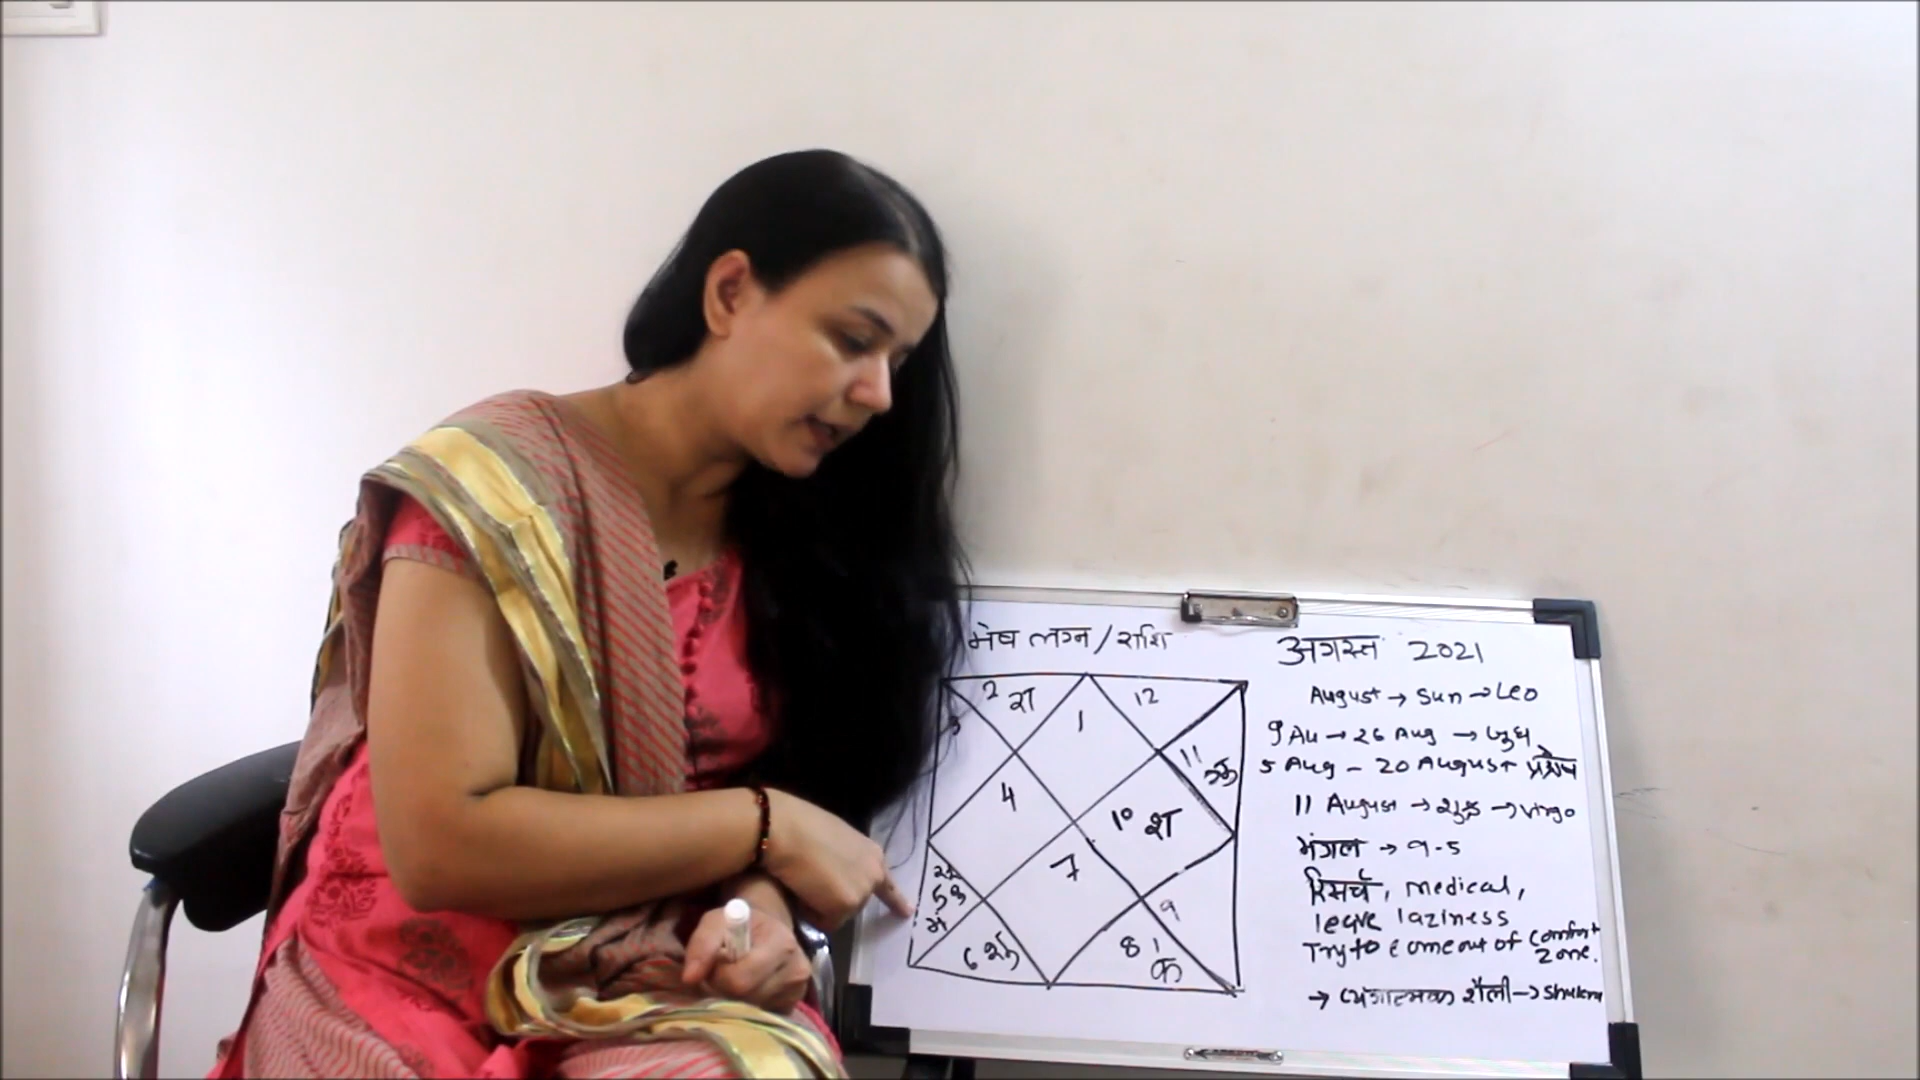 मेष लग्न/राशि
अगस्त 2021
August → Sun → Leo
9 Au → 26 Aug → बुध
5 Aug - 20 August
11 August → शुक्र → Virgo
मंगल → 9-5
रिसर्च, medical,
leave laziness
Try to come out of comfort
zone.
→ व्यंगात्मक शैली → Shukra
2 रा
12
3
1
11
4
10 श
7
5
मं
6 शु
8
के
9